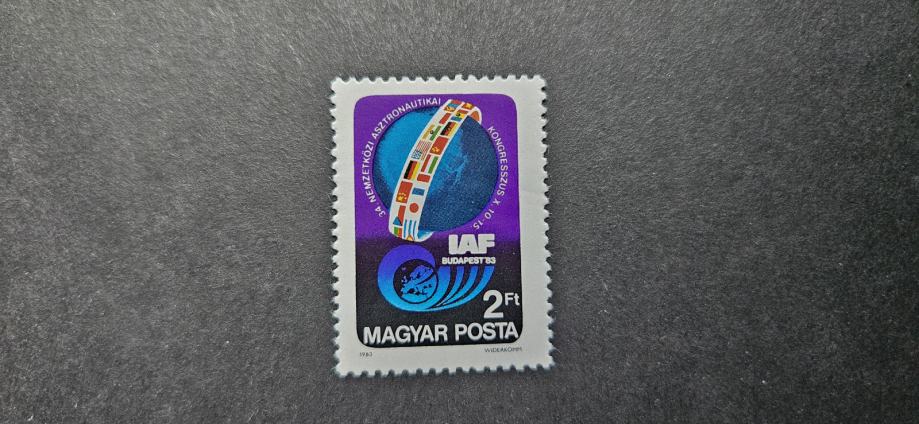 34. NEMZETKÖZI ASZTRONAUTIKAI KONGRESSZUS X. 10-15.
IAF
BUDAPEST'83
2Ft
MAGYAR POSTA
1983 WIDERKOMM